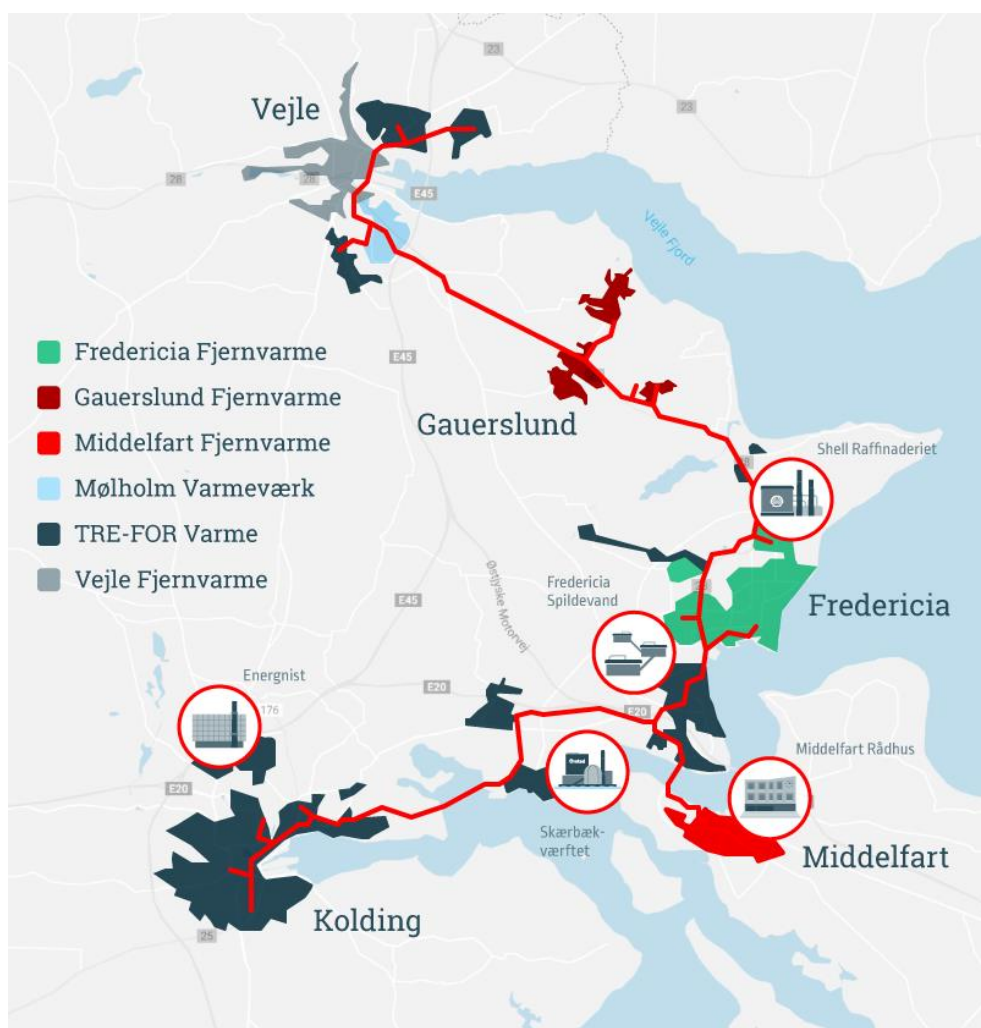 23
Vejle
23
28
28
E45
Vejle Fjord
Fredericia Fjernvarme
E45
Gauerslund Fjernvarme
Middelfart Fjernvarme
Gauerslund
Shell Raffinaderiet
Mølholm Varmeværk
TRE-FOR Varme
Vejle Fjernvarme
Østjyske Motorvej
Fredericia
Spildevand
E45
Fredericia
Energnist
176
E20
E20
Middelfart Rådhus
E20
Skærbæk-
værftet
Middelfart
Kolding
25